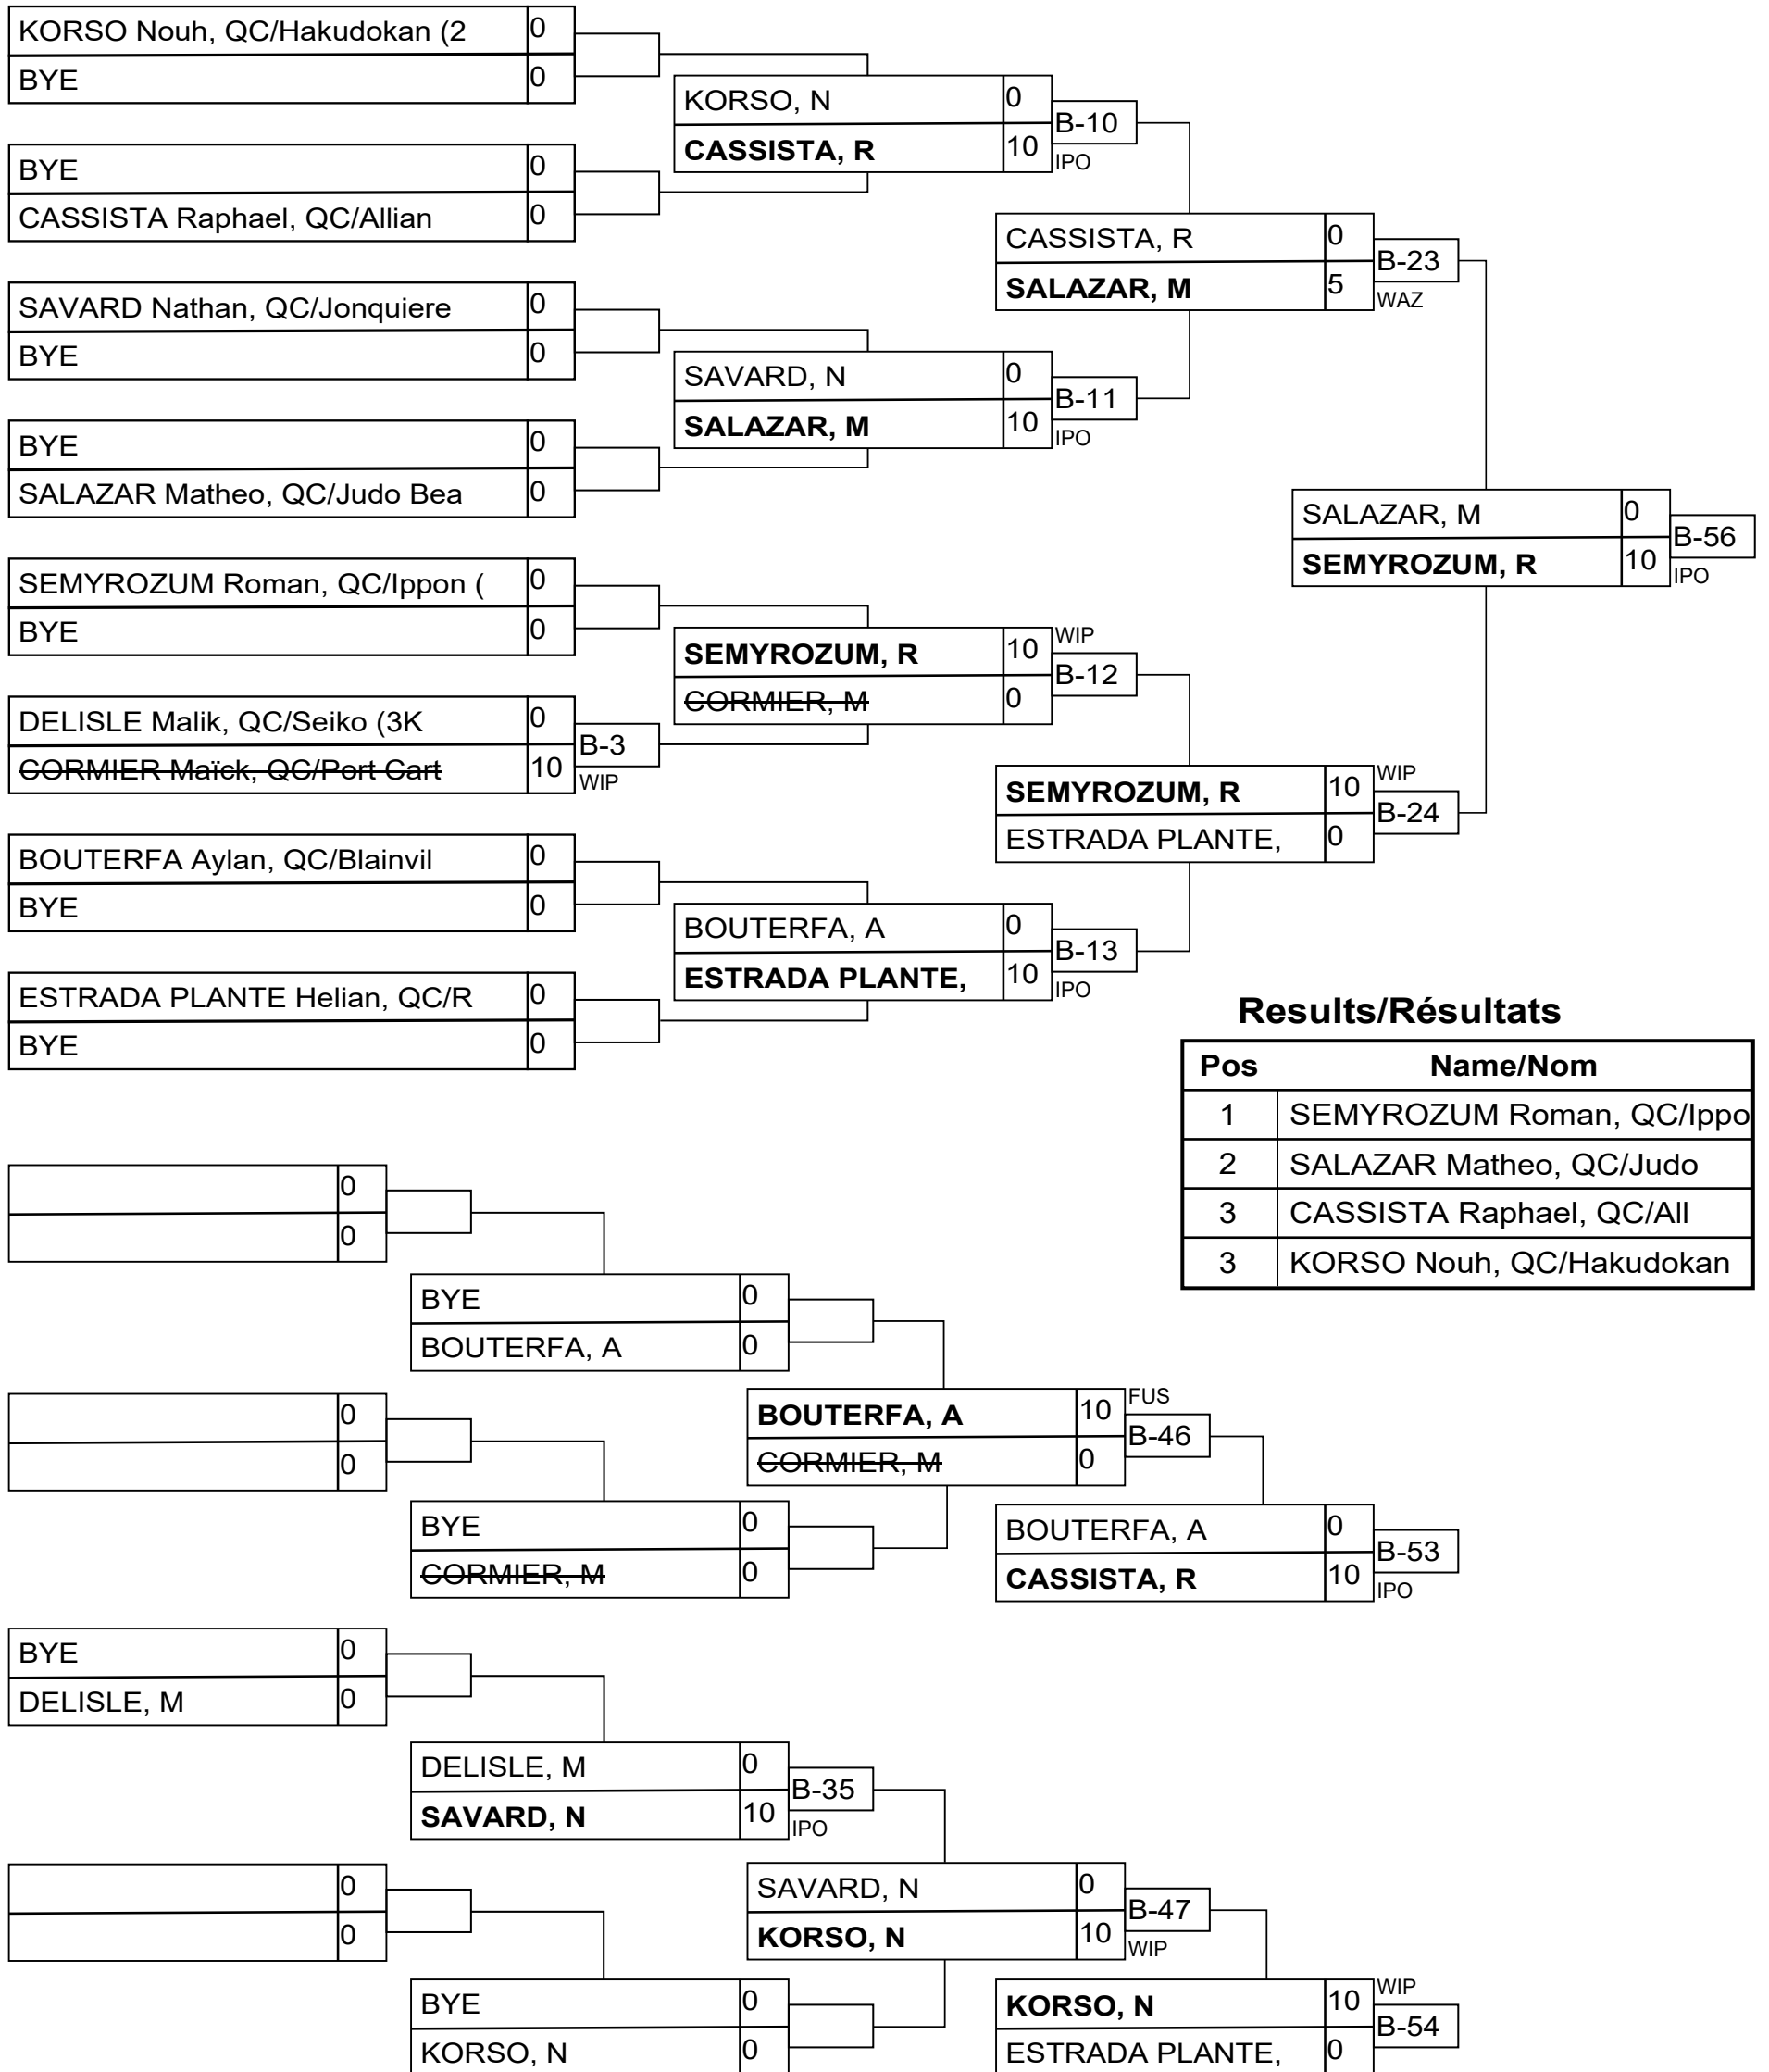 KORSO Nouh, QC/Hakudokan (2 0
BYE 0
BYE 0
CASSISTA Raphael, QC/Allian 0
SAVARD Nathan, QC/Jonquiere 0
BYE 0
BYE 0
SALAZAR Matheo, QC/Judo Bea 0
SEMYROZUM Roman, QC/Ippon ( 0
BYE 0
DELISLE Malik, QC/Seiko (3K 0
CORMIER Maïck, QC/Port Cart 10
B-3
WIP
BOUTERFA Aylan, QC/Blainvil 0
BYE 0
ESTRADA PLANTE Helian, QC/R 0
BYE 0
KORSO, N 0
CASSISTA, R 10
B-10
IPO
SAVARD, N 0
SALAZAR, M 10
B-11
IPO
SEMYROZUM, R 10
CORMIER, M 0
WIP
B-12
BOUTERFA, A 0
ESTRADA PLANTE, 10
B-13
IPO
CASSISTA, R 0
SALAZAR, M 5
B-23
WAZ
SEMYROZUM, R 10
ESTRADA PLANTE, 0
WIP
B-24
SALAZAR, M 0
SEMYROZUM, R 10
B-56
IPO
Results/Résultats
Pos Name/Nom
1 SEMYROZUM Roman, QC/Ippo
2 SALAZAR Matheo, QC/Judo
3 CASSISTA Raphael, QC/All
3 KORSO Nouh, QC/Hakudokan
0
0
BYE 0
BOUTERFA, A 0
0
0
BYE 0
CORMIER, M 0
BOUTERFA, A 10
CORMIER, M 0
FUS
B-46
BOUTERFA, A 0
CASSISTA, R 10
B-53
IPO
BYE 0
DELISLE, M 0
DELISLE, M 0
SAVARD, N 10
B-35
IPO
0
0
BYE 0
KORSO, N 0
SAVARD, N 0
KORSO, N 10
B-47
WIP
KORSO, N 10
ESTRADA PLANTE, 0
WIP
B-54